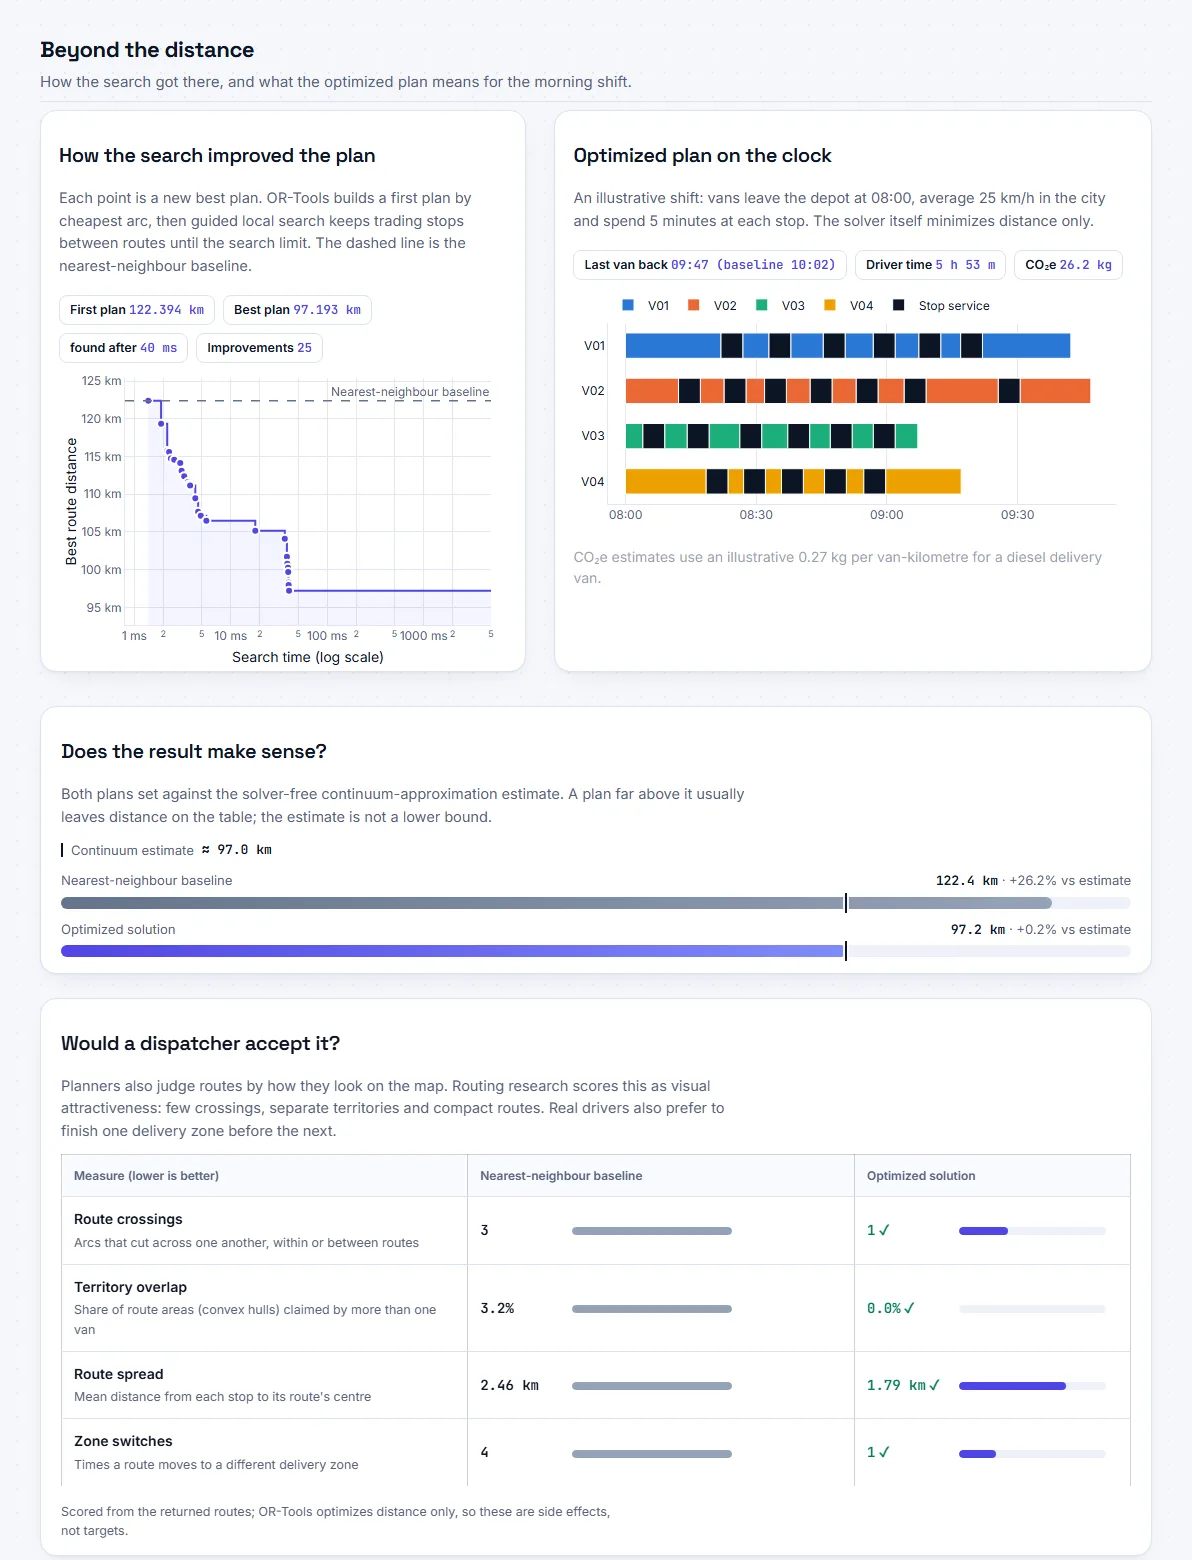 Beyond the distance
How the search got there, and what the optimized plan means for the morning shift.
How the search improved the plan
Each point is a new best plan. OR-Tools builds a first plan by
cheapest arc, then guided local search keeps trading stops
between routes until the search limit. The dashed line is the
nearest-neighbour baseline.
First plan 122.394 km
Best plan 97.193 km
found after 40 ms
Improvements 25
125 km
Nearest-neighbour baseline
120 km
115 km
110 km
105 km
100 km
95 km
Best route distance
1 ms 2 5 10 ms 2 5 100 ms 2 5 1000 ms 2 5
Search time (log scale)
Optimized plan on the clock
An illustrative shift: vans leave the depot at 08:00, average 25 km/h in the city
and spend 5 minutes at each stop. The solver itself minimizes distance only.
Last van back 09:47 (baseline 10:02)
Driver time 5 h 53 m
CO₂e 26.2 kg
V01 V02 V03 V04 Stop service
V01
V02
V03
V04
08:00 08:30 09:00 09:30
CO₂e estimates use an illustrative 0.27 kg per van-kilometre for a diesel delivery
van.
Does the result make sense?
Both plans set against the solver-free continuum-approximation estimate. A plan far above it usually
leaves distance on the table; the estimate is not a lower bound.
Continuum estimate ≈ 97.0 km
Nearest-neighbour baseline 122.4 km · +26.2% vs estimate
Optimized solution 97.2 km · +0.2% vs estimate
Would a dispatcher accept it?
Planners also judge routes by how they look on the map. Routing research scores this as visual
attractiveness: few crossings, separate territories and compact routes. Real drivers also prefer to
finish one delivery zone before the next.
Measure (lower is better) Nearest-neighbour baseline Optimized solution
Route crossings
Arcs that cut across one another, within or between routes
3
1 ✓
Territory overlap
Share of route areas (convex hulls) claimed by more than one
van
3.2%
0.0% ✓
Route spread
Mean distance from each stop to its route's centre
2.46 km
1.79 km ✓
Zone switches
Times a route moves to a different delivery zone
4
1 ✓
Scored from the returned routes; OR-Tools optimizes distance only, so these are side effects,
not targets.